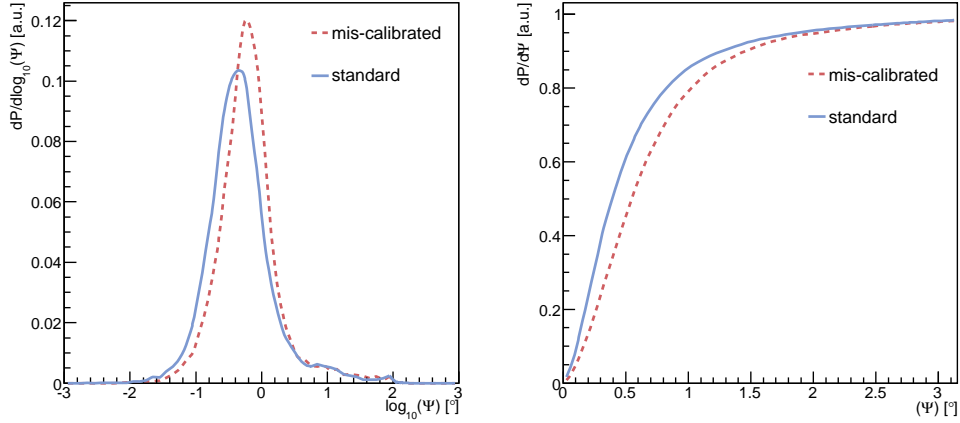 dP/dlog10(Ψ) [a.u.]
0.12
0.1
0.08
0.06
0.04
0.02
0
mis-calibrated
standard
-3 -2 -1 0 1 2 3
log10(Ψ) [°]
dP/dΨ [a.u.]
1
0.8
0.6
0.4
0.2
0
mis-calibrated
standard
0 0.5 1 1.5 2 2.5 3
(Ψ) [°]